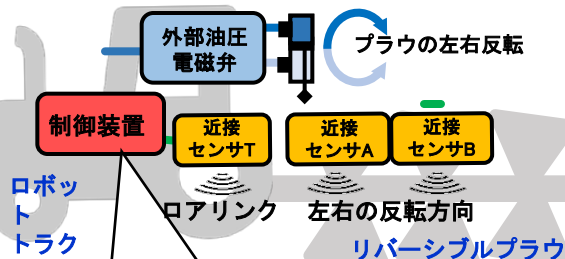 外部油圧
電磁弁
プラウの左右反転
制御装置
近接
センサT
近接
センサA
近接
センサB
ロアリンク
左右の反転方向
ロボッ
ト
トラク
リバーシブルプラウ